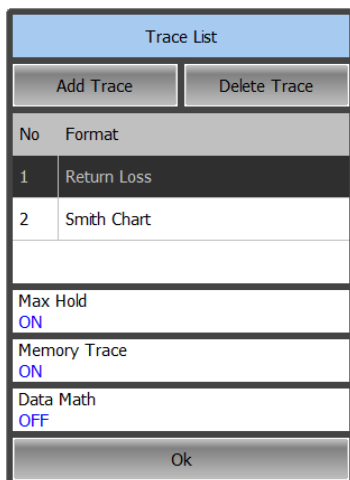 Trace List
Add Trace Delete Trace
No Format
1 Return Loss
2 Smith Chart
Max Hold
ON
Memory Trace
ON
Data Math
OFF
Ok